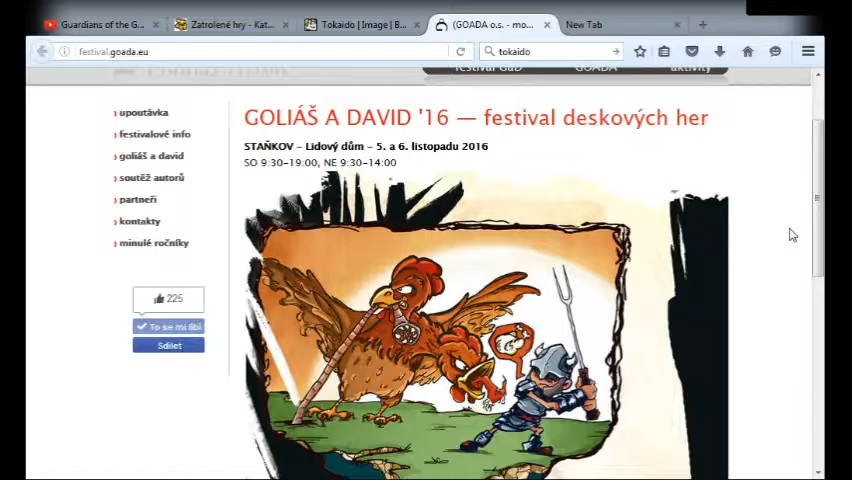 Guardians of the G...
Zatrolené hry - Kat...
Tokaido | Image | B...
(GOADA o.s. - mo...
New Tab
festival.goada.eu
tokaido
festival GaD
GOADA
aktivity
upoutávka
festivalové info
goliáš a david
soutěž autorů
partneři
kontakty
minulé ročníky
225
To se mi líbí
Sdílet
GOLIÁŠ A DAVID '16 — festival deskových her
STAŇKOV – Lidový dům – 5. a 6. listopadu 2016
SO 9:30-19:00, NE 9:30-14:00